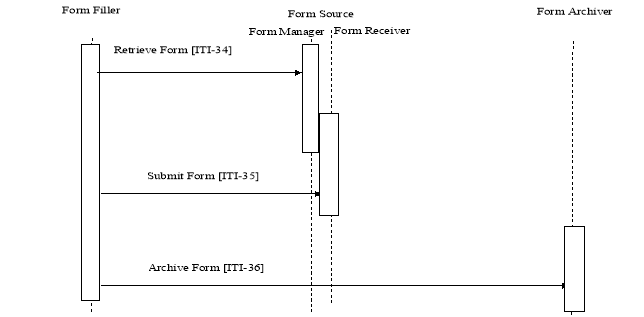 Form Filler
Form Source
Form Archiver
Form Manager
Form Receiver
Retrieve Form [ITI-34]
Submit Form [ITI-35]
Archive Form [ITI-36]